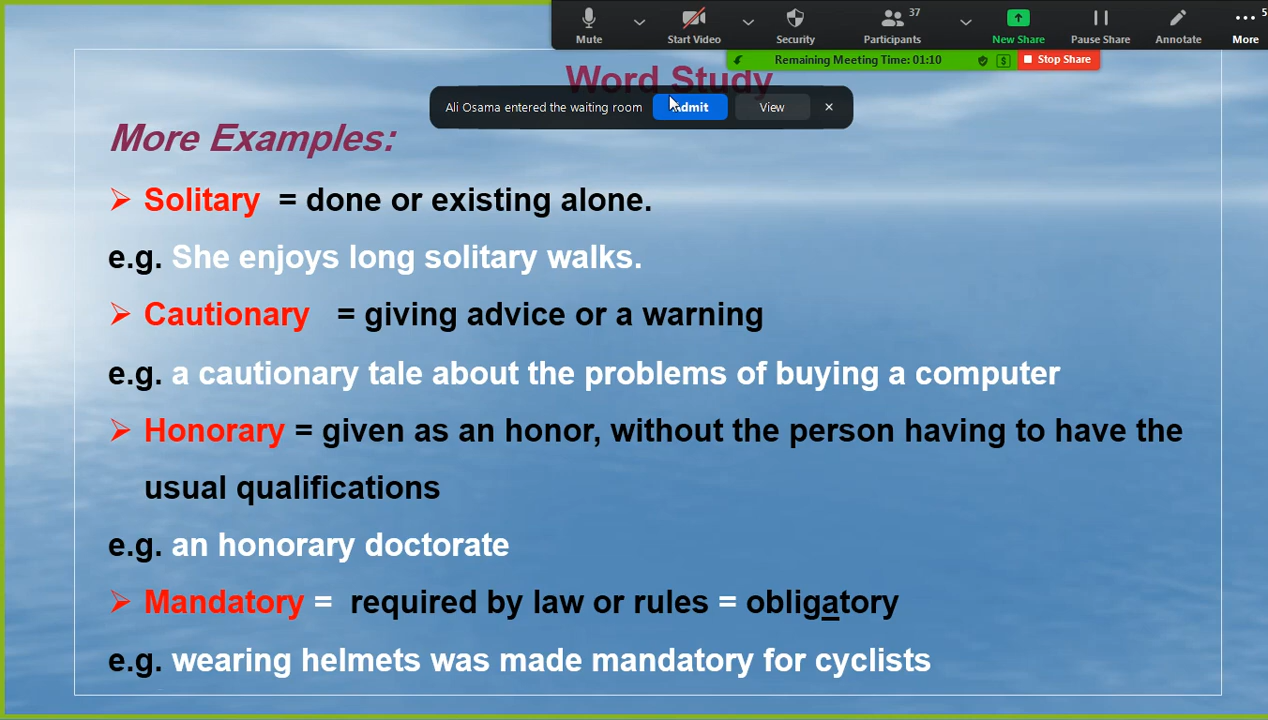 Mute
Start Video
Security
Participants
37
New Share
Pause Share
Annotate
More
5
Remaining Meeting Time: 01:10
$
Stop Share
Word Study
Ali Osama entered the waiting room
Admit
View
More Examples:
Solitary = done or existing alone.
e.g. She enjoys long solitary walks.
Cautionary = giving advice or a warning
e.g. a cautionary tale about the problems of buying a computer
Honorary = given as an honor, without the person having to have the
usual qualifications
e.g. an honorary doctorate
Mandatory = required by law or rules = obligatory
e.g. wearing helmets was made mandatory for cyclists